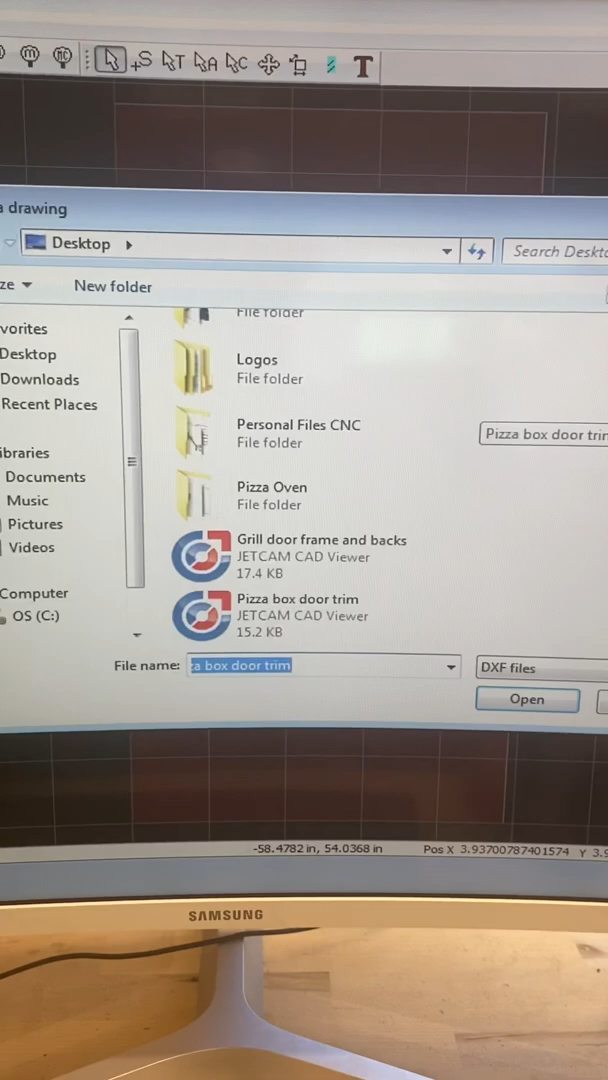 m MC S T A C T
a drawing
Desktop
Search Deskto
ze New folder
File folder
vorites
Desktop
Downloads
Recent Places
ibraries
Documents
Music
Pictures
Videos
Computer
OS (C:)
Logos
File folder
Personal Files CNC
File folder
Pizza box door trim
Pizza Oven
File folder
Grill door frame and backs
JETCAM CAD Viewer
17.4 KB
Pizza box door trim
JETCAM CAD Viewer
15.2 KB
File name: za box door trim
DXF files
Open
-58.4782 in, 54.0368 in Pos X 3.93700787401574 Y 3.9
SAMSUNG